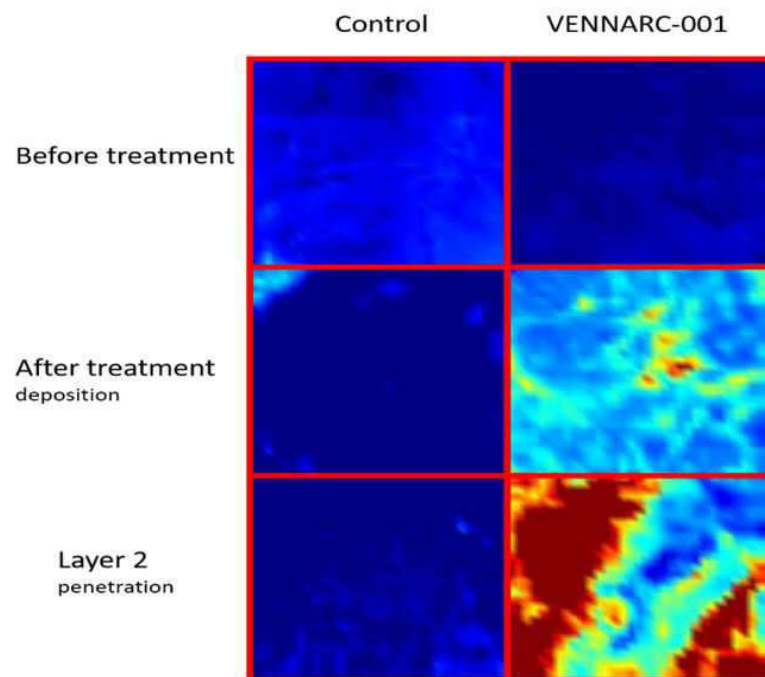 Control
VENNARC-001
Before treatment
After treatment
deposition
Layer 2
penetration